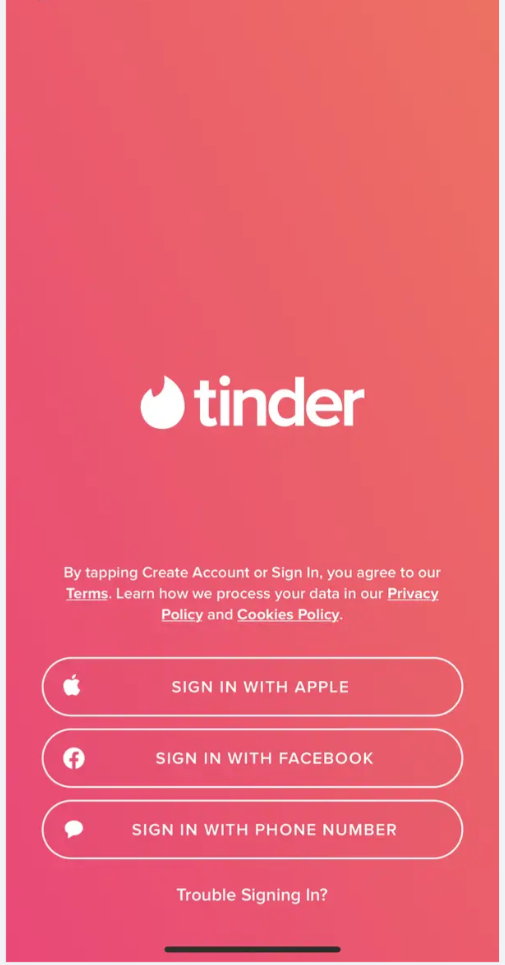 tinder
By tapping Create Account or Sign In, you agree to our
Terms. Learn how we process your data in our Privacy
Policy and Cookies Policy.
SIGN IN WITH APPLE
SIGN IN WITH FACEBOOK
SIGN IN WITH PHONE NUMBER
Trouble Signing In?